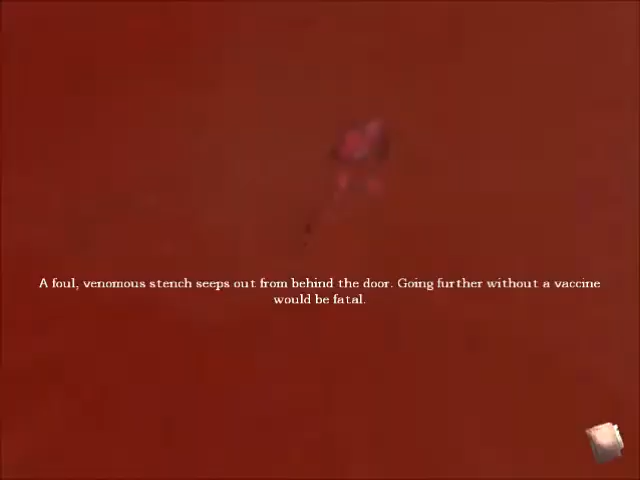 A foul, venomous stench seeps out from behind the door. Going further without a vaccine
would be fatal.